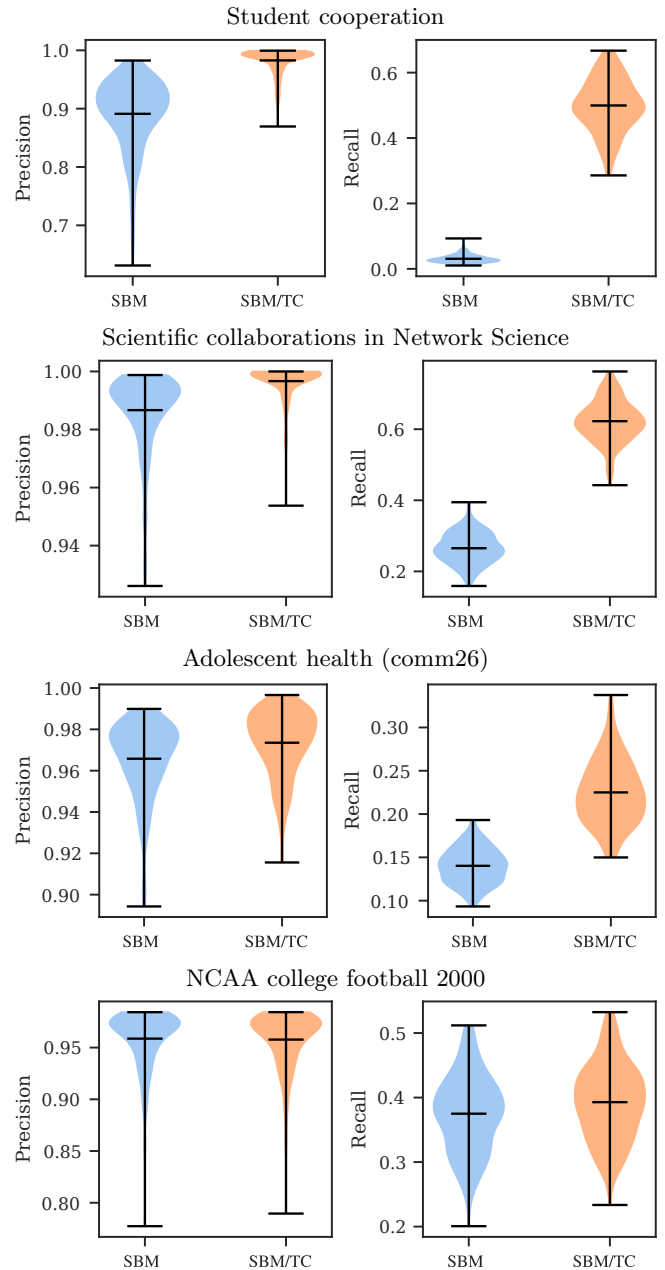 Student cooperation
Precision
1.0
0.9
0.8
0.7
SBM
SBM/TC
Recall
0.6
0.4
0.2
0.0
SBM
SBM/TC
Scientific collaborations in Network Science
Precision
1.00
0.98
0.96
0.94
SBM
SBM/TC
Recall
0.6
0.4
0.2
SBM
SBM/TC
Adolescent health (comm26)
Precision
1.00
0.98
0.96
0.94
0.92
0.90
SBM
SBM/TC
Recall
0.30
0.25
0.20
0.15
0.10
SBM
SBM/TC
NCAA college football 2000
Precision
0.95
0.90
0.85
0.80
SBM
SBM/TC
Recall
0.5
0.4
0.3
0.2
SBM
SBM/TC